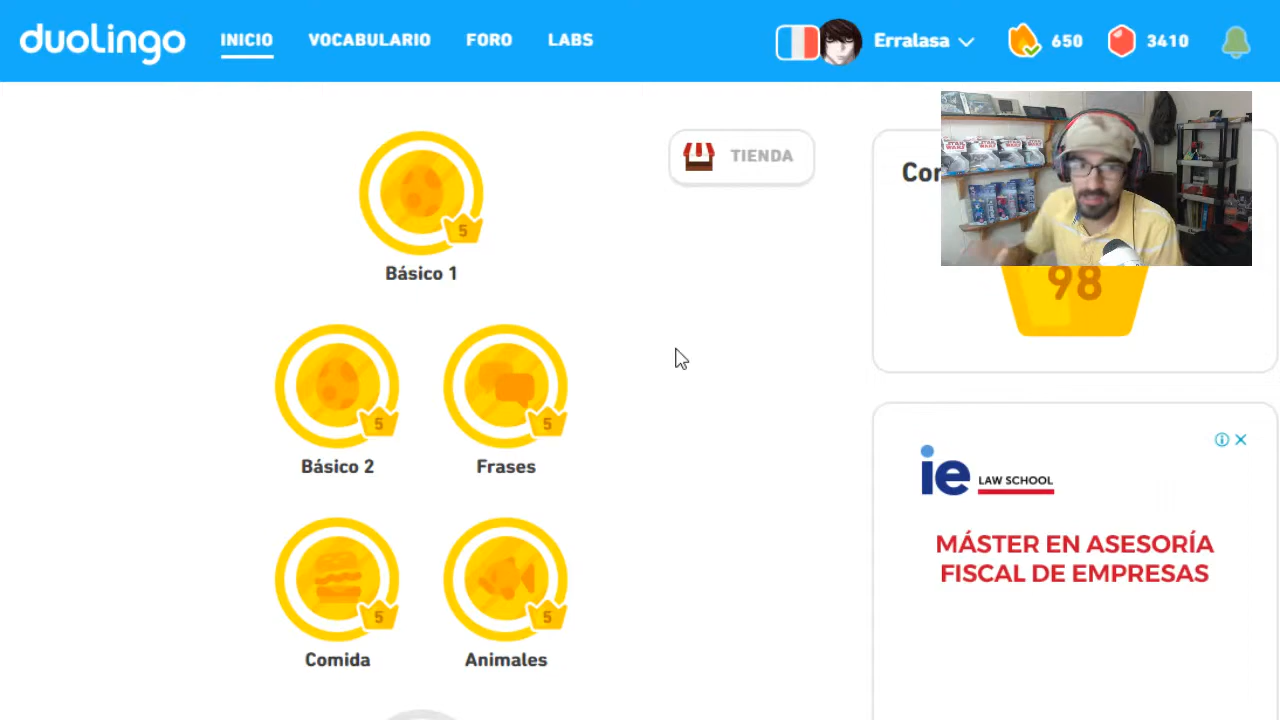 duolingo
INICIO
VOCABULARIO
FORO
LABS
Erralasa
650
3410
TIENDA
5
Básico 1
5
5
Básico 2
Frases
5
5
Comida
Animales
98
ie LAW SCHOOL
MÁSTER EN ASESORÍA
FISCAL DE EMPRESAS